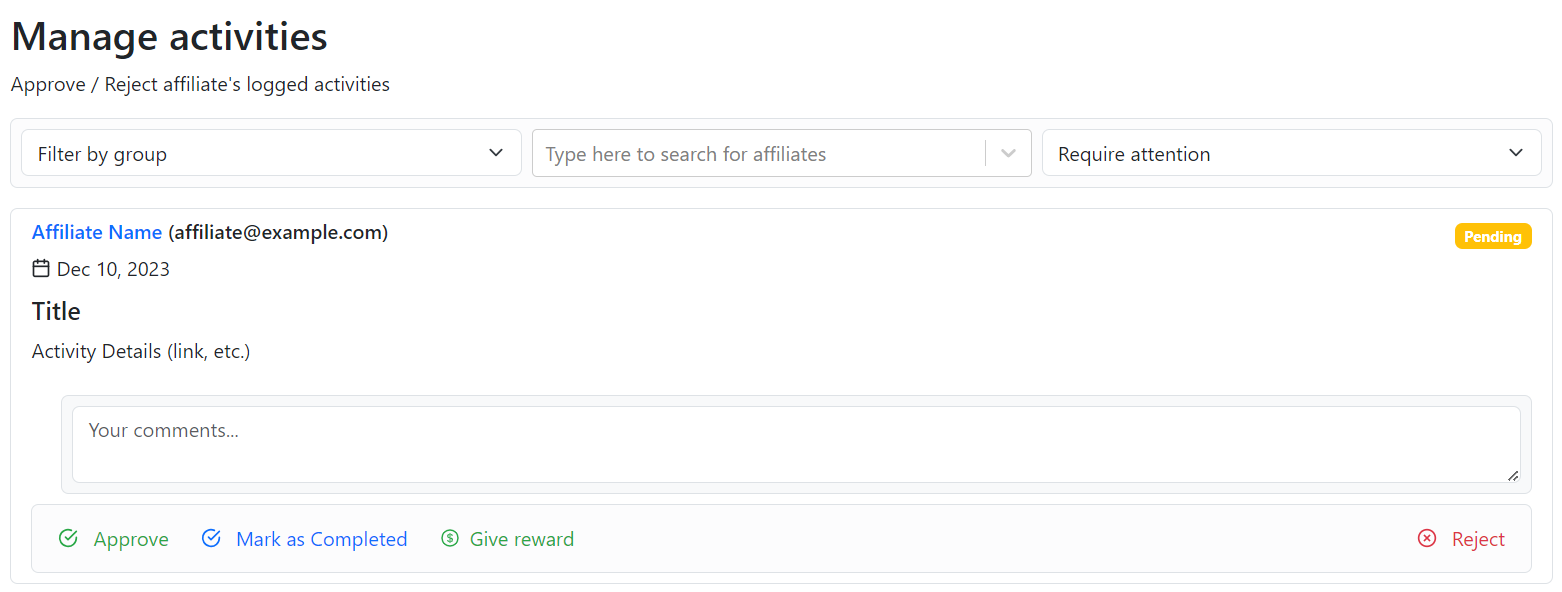 Manage activities
Approve / Reject affiliate's logged activities
Filter by group
Type here to search for affiliates
Require attention
Affiliate Name (affiliate@example.com)
Pending
Dec 10, 2023
Title
Activity Details (link, etc.)
Your comments...
Approve
Mark as Completed
Give reward
Reject